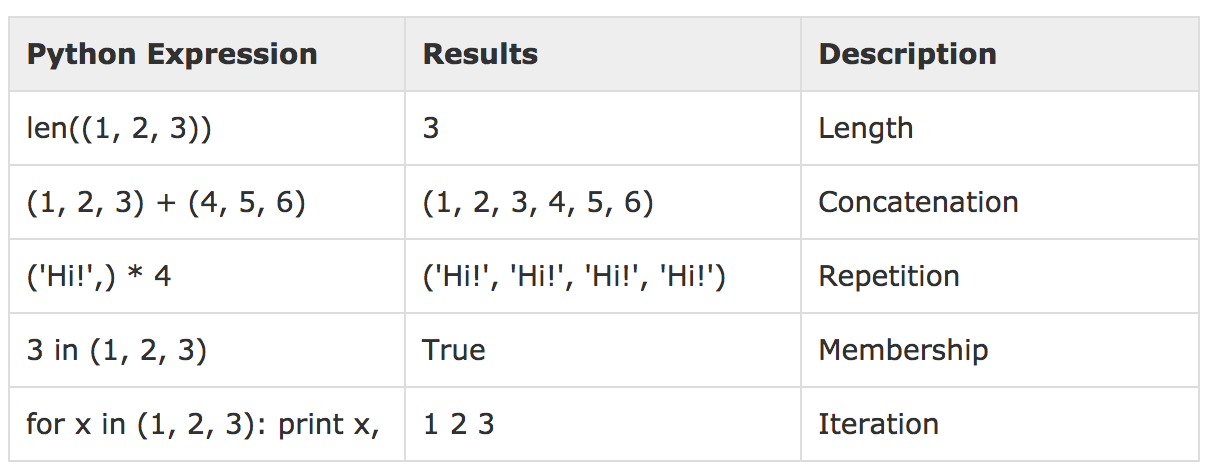 Python Expression Results Description
len((1, 2, 3)) 3 Length
(1, 2, 3) + (4, 5, 6) (1, 2, 3, 4, 5, 6) Concatenation
('Hi!',) * 4 ('Hi!', 'Hi!', 'Hi!', 'Hi!') Repetition
3 in (1, 2, 3) True Membership
for x in (1, 2, 3): print x, 1 2 3 Iteration